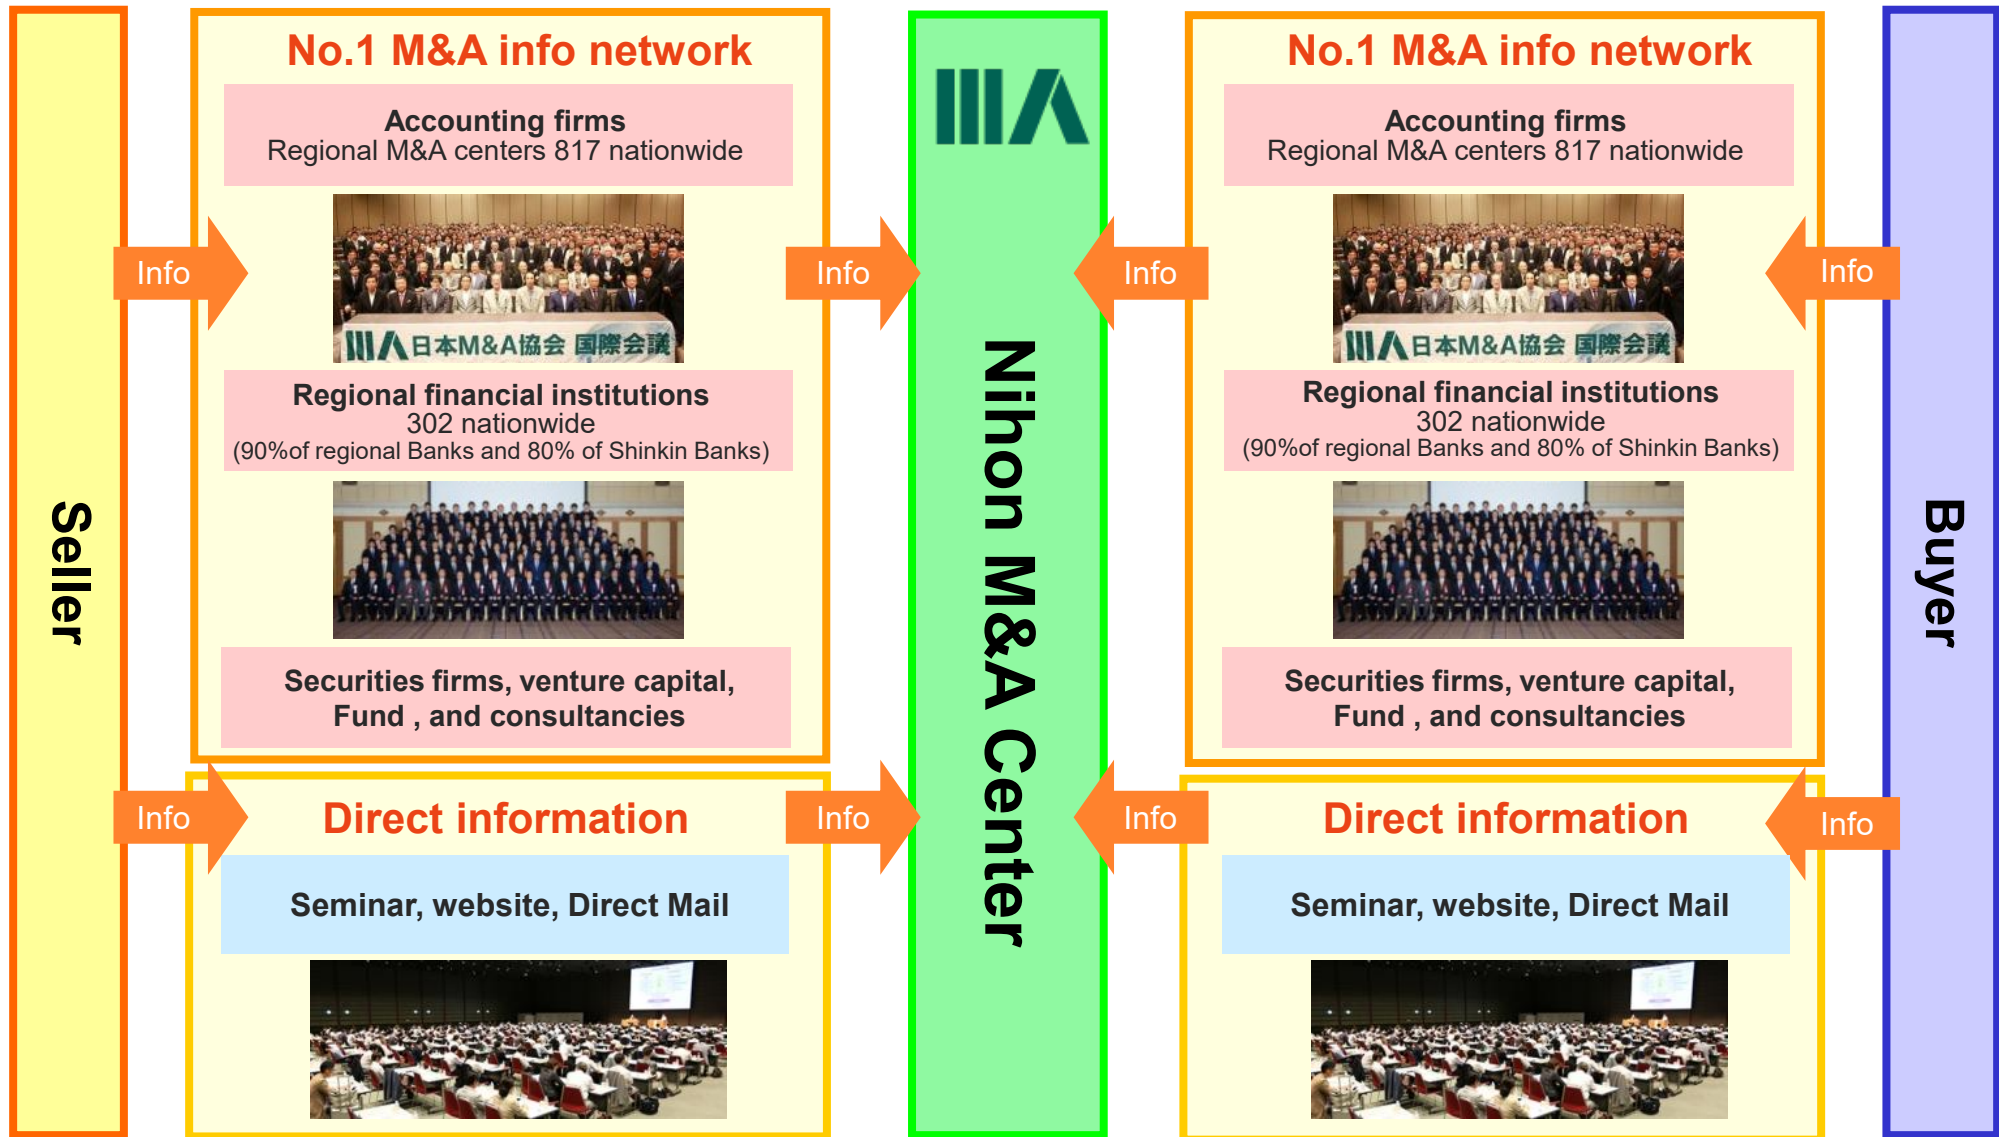 Seller
No.1 M&A info network
Accounting firms
Regional M&A centers 817 nationwide
日本M&A協会 国際会議
Regional financial institutions
302 nationwide
(90%of regional Banks and 80% of Shinkin Banks)
Securities firms, venture capital,
Fund , and consultancies
Info
Info
Direct information
Seminar, website, Direct Mail
Info
Info
Nihon M&A Center
No.1 M&A info network
Accounting firms
Regional M&A centers 817 nationwide
日本M&A協会 国際会議
Regional financial institutions
302 nationwide
(90%of regional Banks and 80% of Shinkin Banks)
Securities firms, venture capital,
Fund , and consultancies
Info
Info
Direct information
Seminar, website, Direct Mail
Info
Info
Buyer